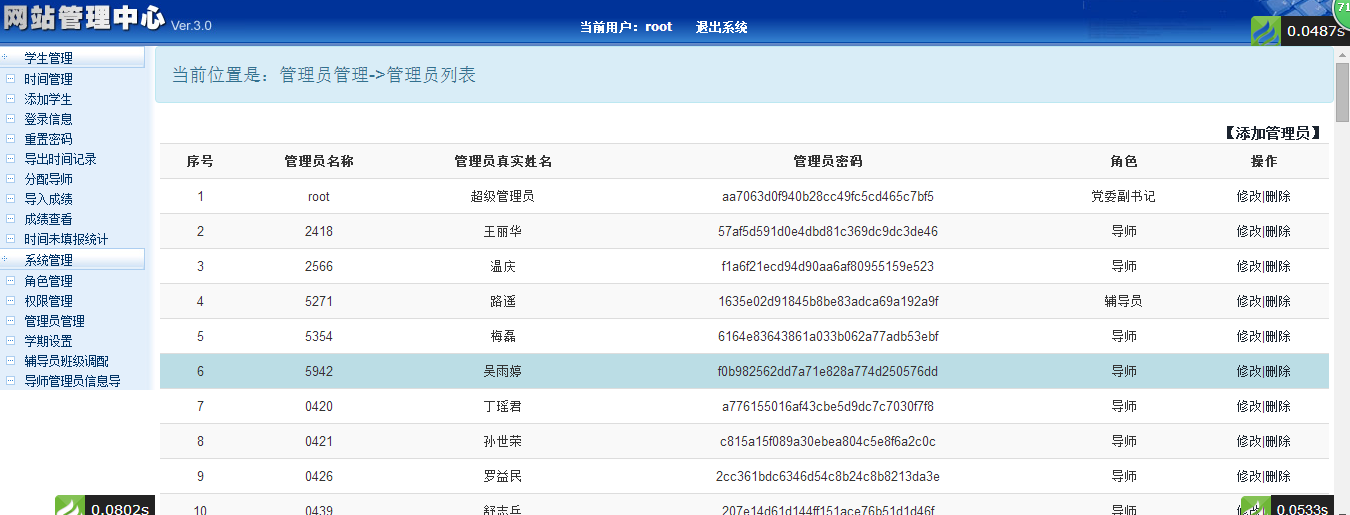 网站管理中心 Ver.3.0
当前用户：root 退出系统
71
0.0487s
学生管理
时间管理
添加学生
登录信息
重置密码
导出时间记录
分配导师
导入成绩
成绩查看
时间未填报统计
系统管理
角色管理
权限管理
管理员管理
学期设置
辅导员班级调配
导师管理员信息导
当前位置是：管理员管理->管理员列表
【添加管理员】
序号 管理员名称 管理员真实姓名 管理员密码 角色 操作
1 root 超级管理员 aa7063d0f940b28cc49fc5cd465c7bf5 党委副书记 修改|删除
2 2418 王丽华 57af5d591d0e4dbd81c369dc9dc3de46 导师 修改|删除
3 2566 温庆 f1a6f21ecd94d90aa6af80955159e523 导师 修改|删除
4 5271 路遥 1635e02d91845b8be83adca69a192a9f 辅导员 修改|删除
5 5354 梅磊 6164e83643861a033b062a77adb53ebf 导师 修改|删除
6 5942 吴雨婷 f0b982562dd7a71e828a774d250576dd 导师 修改|删除
7 0420 丁瑶君 a776155016af43cbe5d9dc7c7030f7f8 导师 修改|删除
8 0421 孙世荣 c815a15f089a30ebea804c5e8f6a2c0c 导师 修改|删除
9 0426 罗益民 2cc361bdc6346d54c8b24c8b8213da3e 导师 修改|删除
10 0439 舒志兵 207e14d61d144ff151ace76b51d1d46f 导师 修改|删除
0.0802s
0.0533s